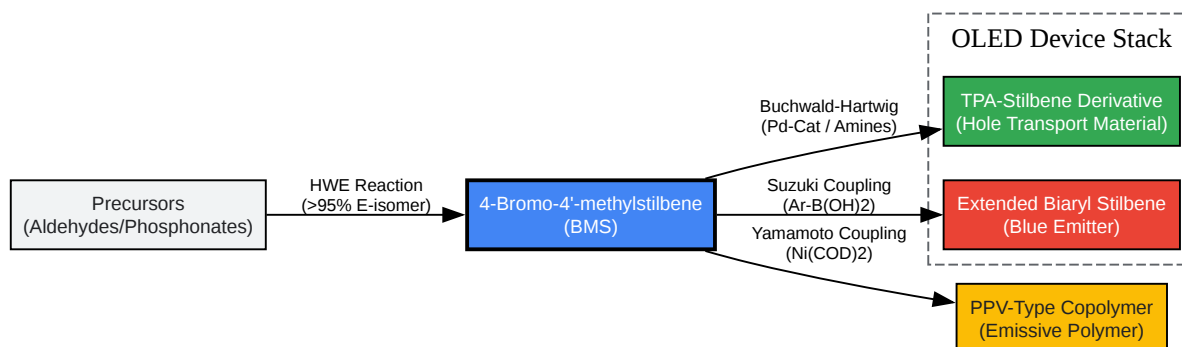 OLED Device Stack
Buchwald-Hartwig
(Pd-Cat / Amines)
TPA-Stilbene Derivative
(Hole Transport Material)
Precursors
(Aldehydes/Phosphonates)
HWE Reaction
(>95% E-isomer)
4-Bromo-4'-methylstilbene
(BMS)
Suzuki Coupling
(Ar-B(OH)2)
Extended Biaryl Stilbene
(Blue Emitter)
Yamamoto Coupling
(Ni(COD)2)
PPV-Type Copolymer
(Emissive Polymer)